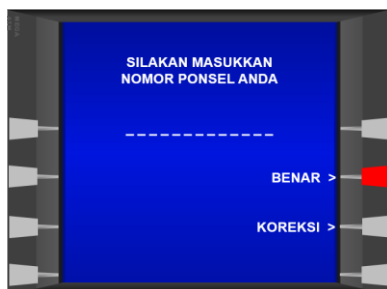 SILAKAN MASUKKAN
NOMOR PONSEL ANDA
_ _ _ _ _ _ _ _ _ _ _ _ _
BENAR >
KOREKSI >